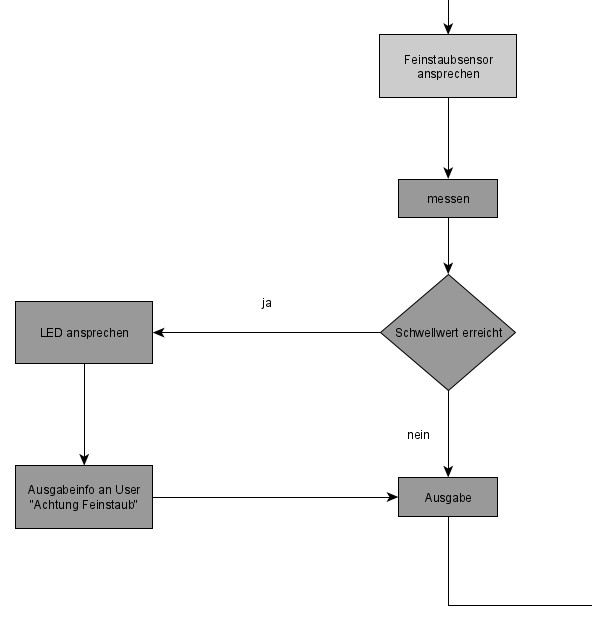 Feinstaubsensor
ansprechen
messen
ja
LED ansprechen
Schwellwert erreicht
nein
Ausgabeinfo an User
"Achtung Feinstaub"
Ausgabe